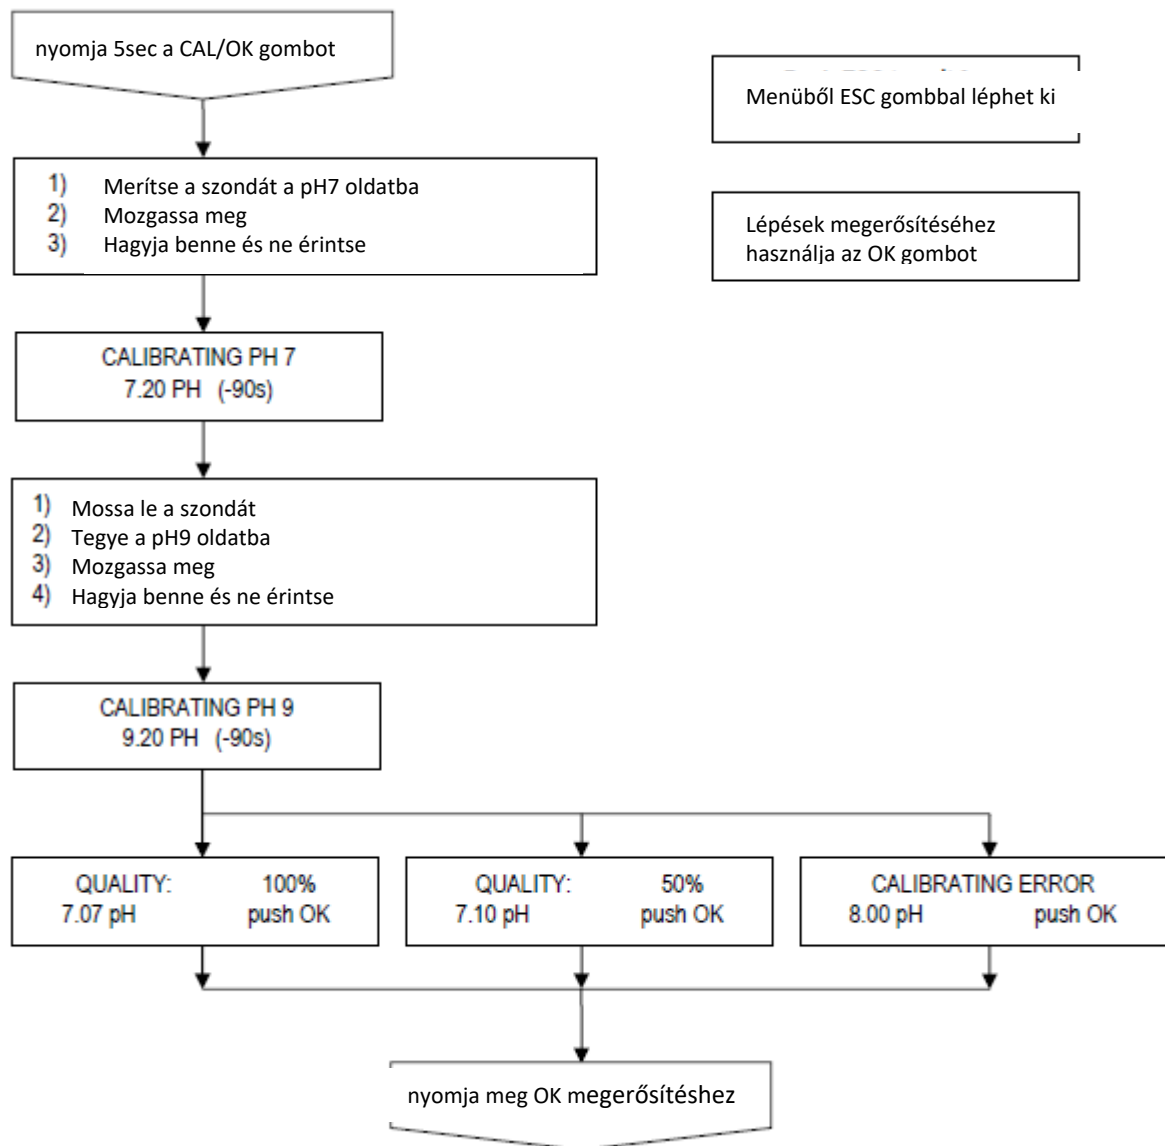 nyomja 5sec a CAL/OK gombot
Menüből ESC gombbal léphet ki
1) Merítse a szondát a pH7 oldatba
2) Mozgassa meg
3) Hagyja benne és ne érintse
Lépések megerősítéséhez
használja az OK gombot
CALIBRATING PH 7
7.20 PH (-90s)
1) Mossa le a szondát
2) Tegye a pH9 oldatba
3) Mozgassa meg
4) Hagyja benne és ne érintse
CALIBRATING PH 9
9.20 PH (-90s)
QUALITY: 100%
7.07 pH push OK
QUALITY: 50%
7.10 pH push OK
CALIBRATING ERROR
8.00 pH push OK
nyomja meg OK megerősítéshez